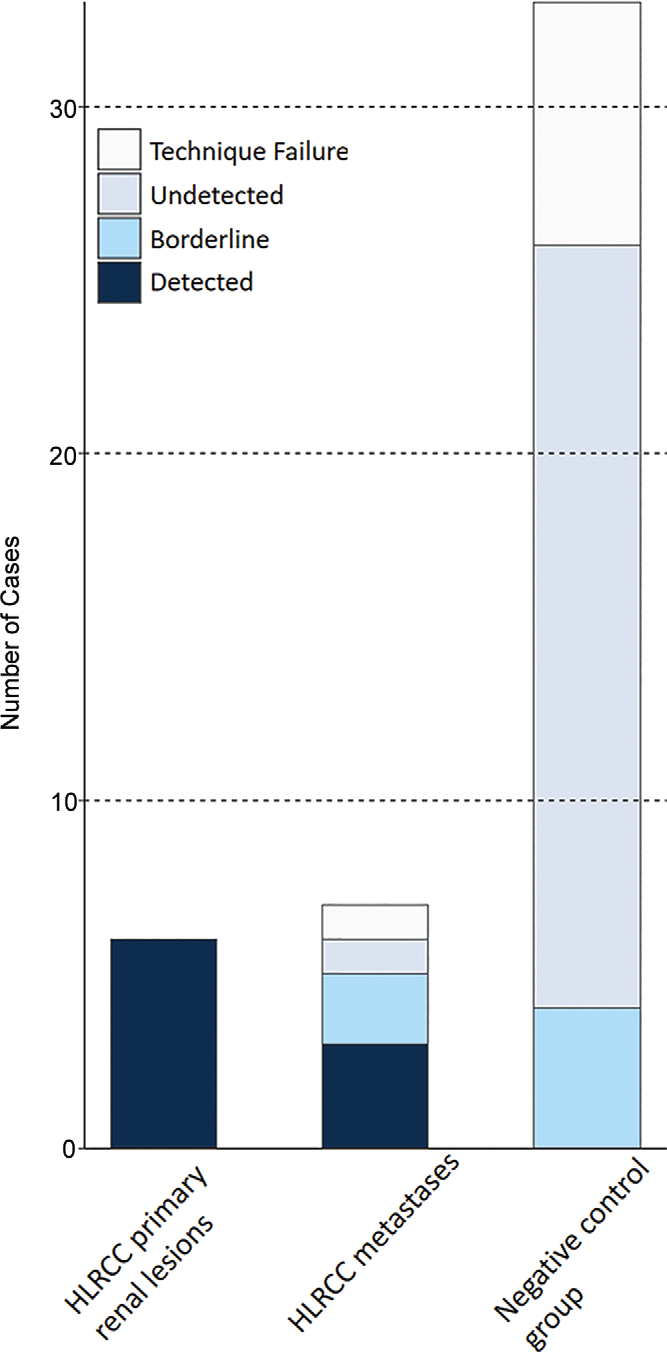 30
Technique Failure
Undetected
Borderline
Detected
20
Number of Cases
10
0
HLRCC primary
renal lesions
HLRCC metastases
Negative control
group